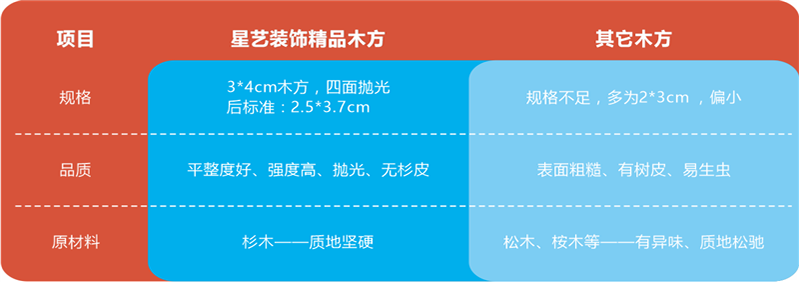 项目 星艺装饰精品木方 其它木方
规格 3*4cm木方，四面抛光 规格不足，多为2*3cm ，偏小
后标准：2.5*3.7cm
品质 平整度好、强度高、抛光、无杉皮 表面粗糙、有树皮、易生虫
原材料 杉木——质地坚硬 松木、桉木等——有异味、质地松驰